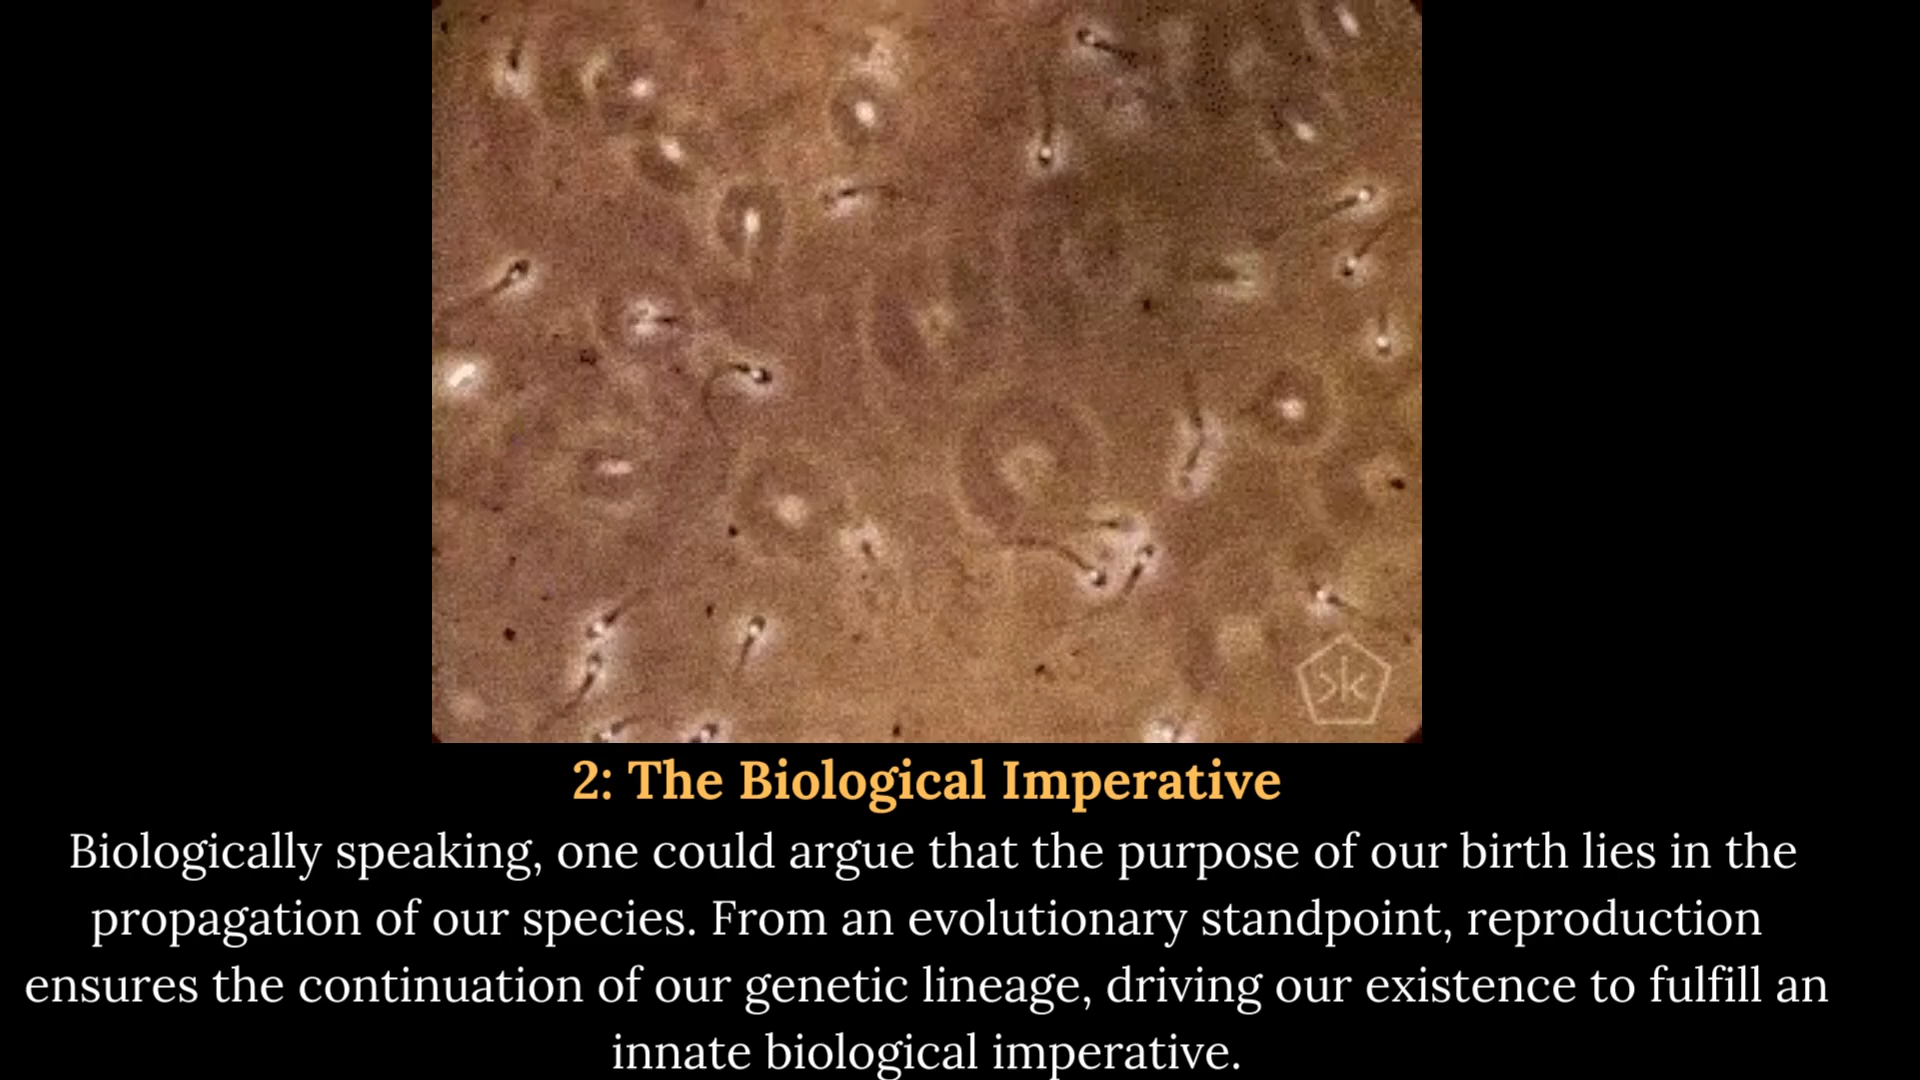 sk
2: The Biological Imperative
Biologically speaking, one could argue that the purpose of our birth lies in the
propagation of our species. From an evolutionary standpoint, reproduction
ensures the continuation of our genetic lineage, driving our existence to fulfill an
innate biological imperative.